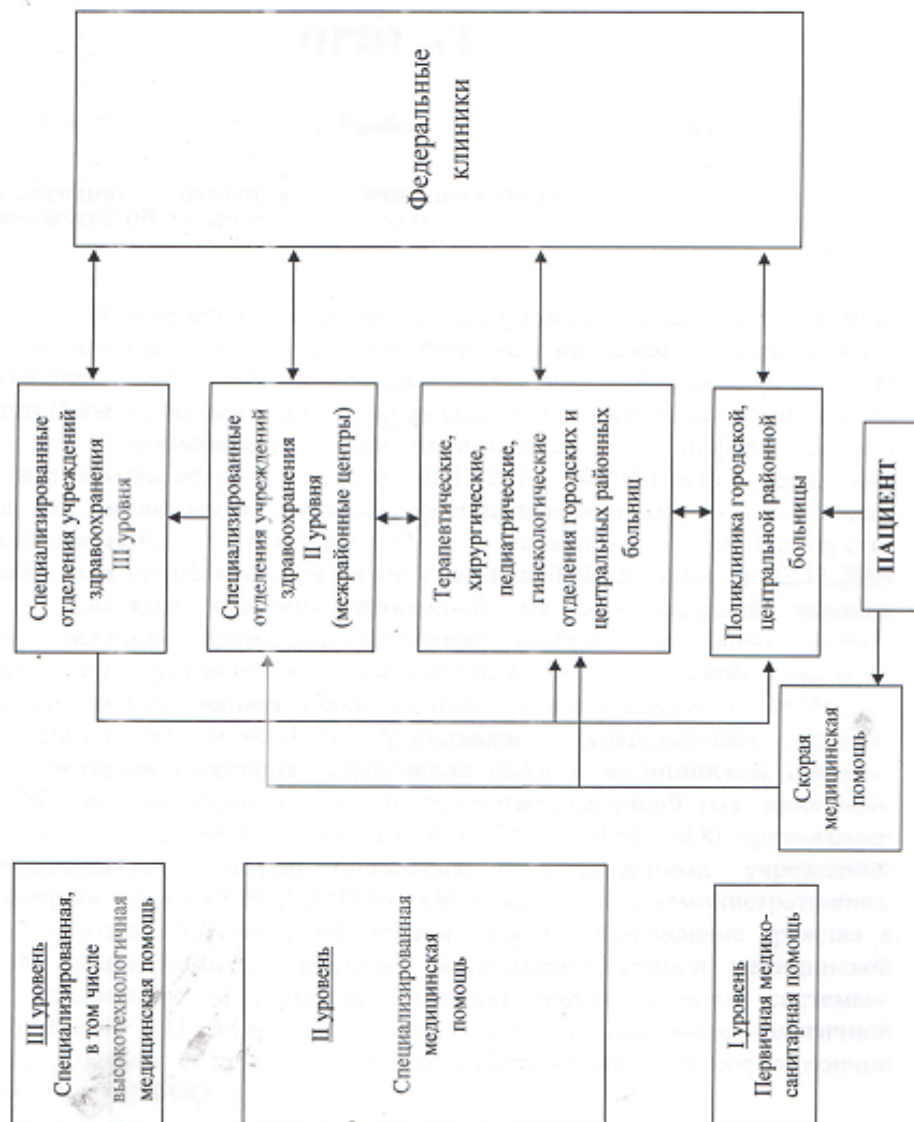 III уровень
Специализированная,
в том числе
высокотехнологичная
медицинская помощь
II уровень
Специализированная
медицинская
помощь
I уровень
Первичная медико-
санитарная помощь
Специализированные
отделения учреждений
здравоохранения
III уровня
Специализированные
отделения учреждений
здравоохранения
II уровня
(межрайонные центры)
Терапевтические,
хирургические,
педиатрические,
гинекологические
отделения городских и
центральных районных
больниц
Поликлиника городской,
центральной районной
больницы
Скорая
медицинская
помощь
ПАЦИЕНТ
Федеральные
клиники